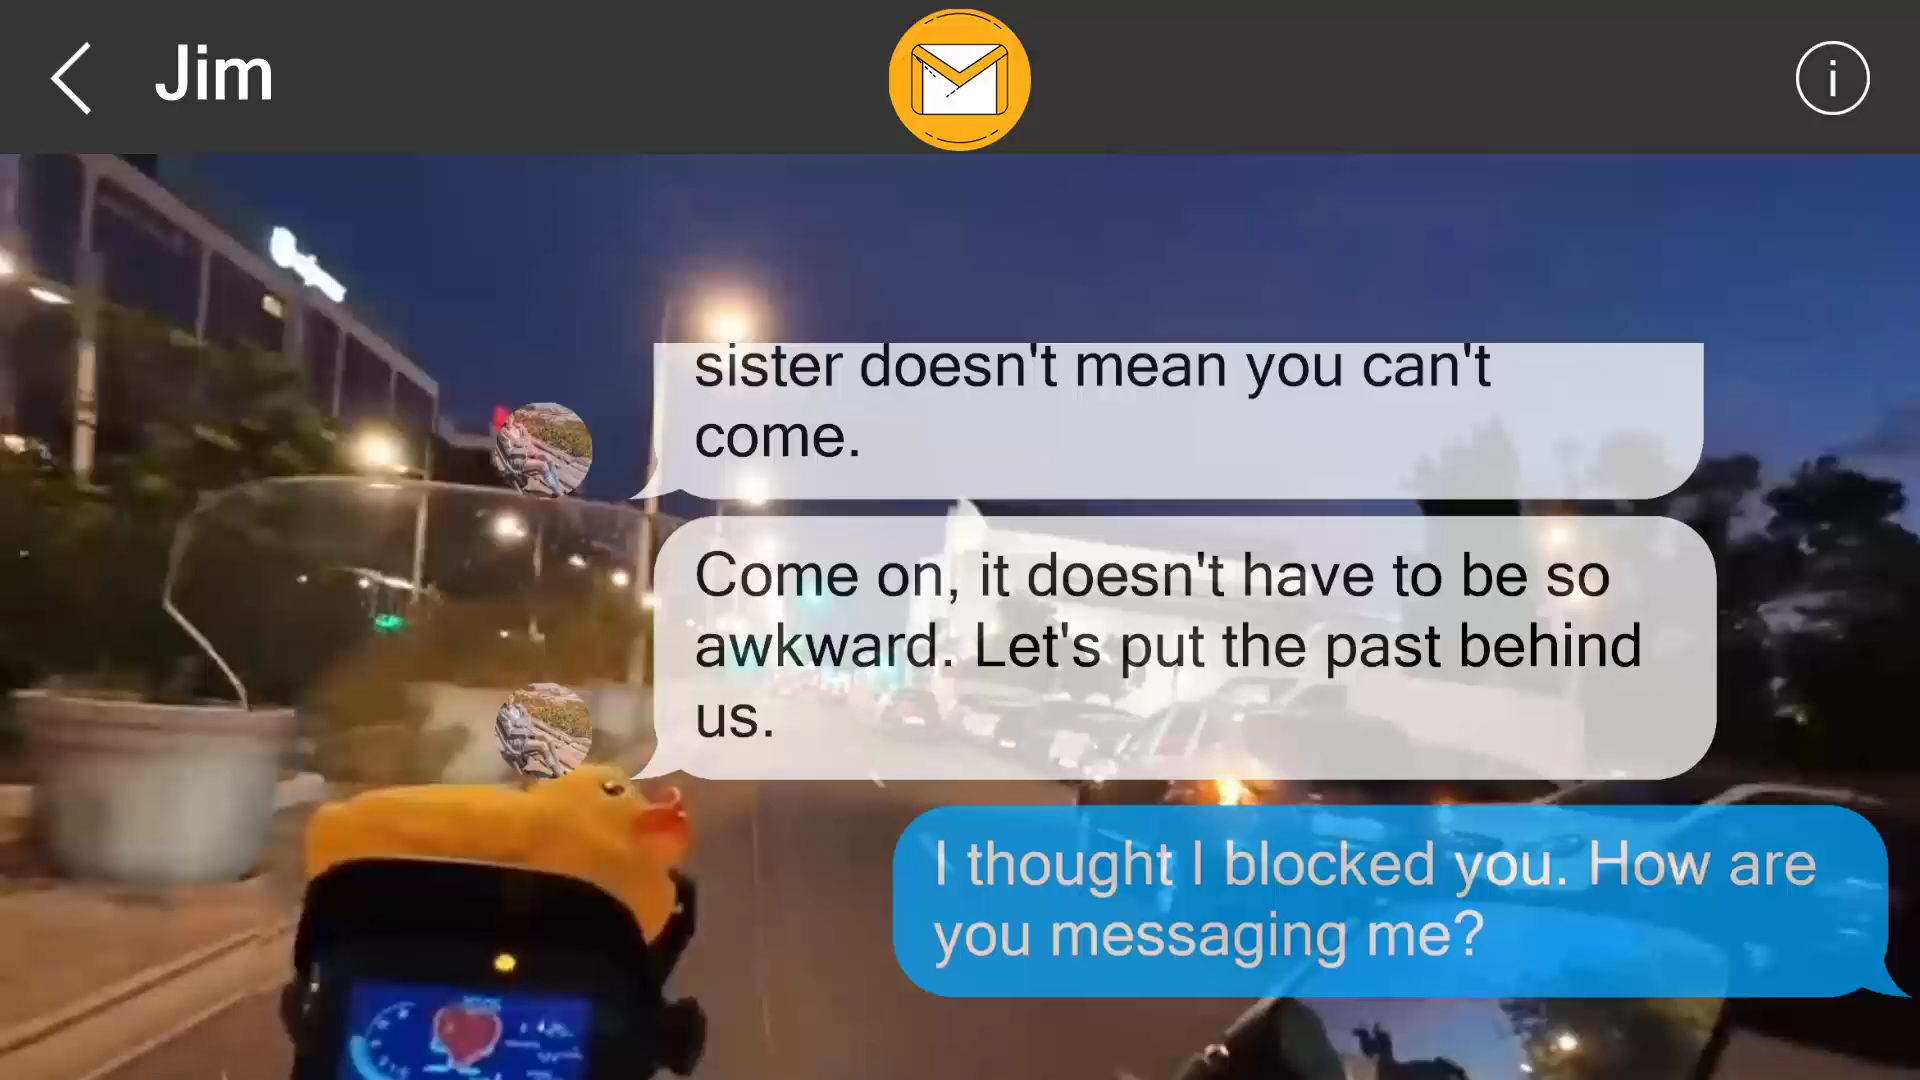 Jim
sister doesn't mean you can't
come.
Come on, it doesn't have to be so
awkward. Let's put the past behind
us.
I thought I blocked you. How are
you messaging me?